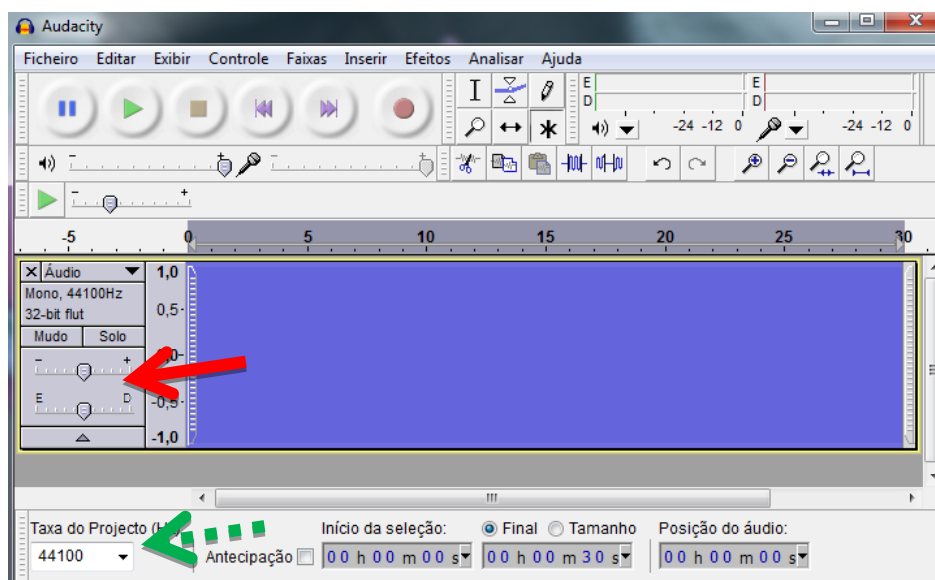 Audacity
Ficheiro Editar Exibir Controle Faixas Inserir Efeitos Analisar Ajuda
E E
D D
-24 -12 0 -24 -12 0
- +
-5 0 5 10 15 20 25 30
X Áudio 1,0
Mono, 44100Hz
32-bit flut 0,5-
Mudo Solo
- +
E D -0,5-
-1,0
Taxa do Projecto Início da seleção: Final Tamanho Posição do áudio:
44100 Antecipação 00 h 00 m 00 s 00 h 00 m 30 s 00 h 00 m 00 s